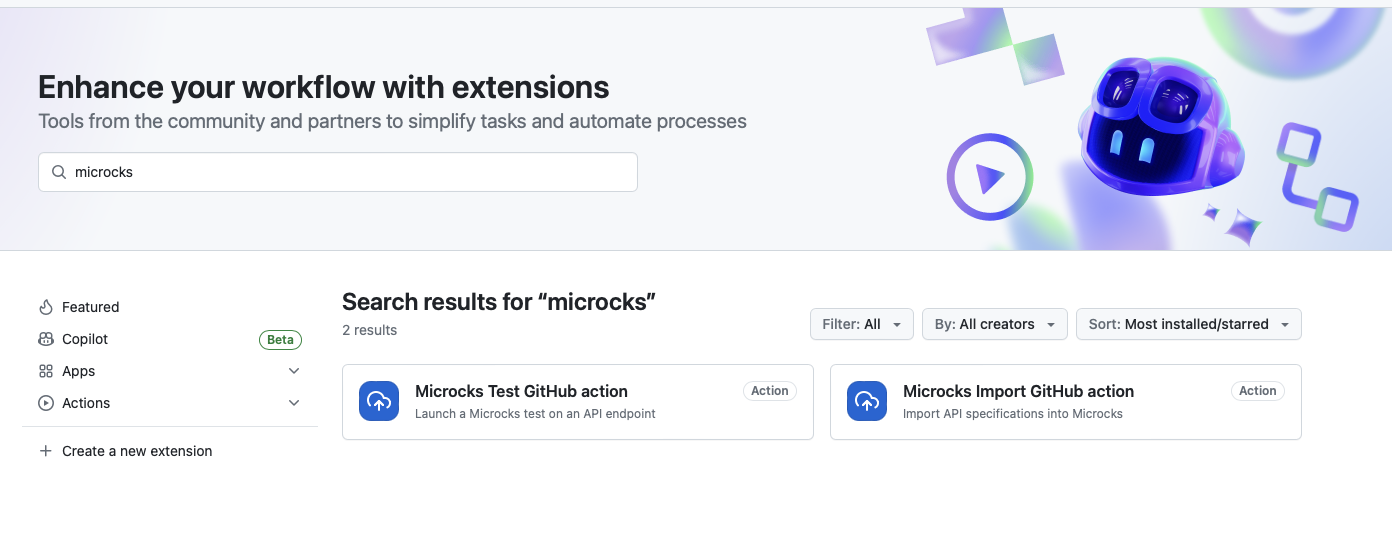 Enhance your workflow with extensions
Tools from the community and partners to simplify tasks and automate processes
microcks
Featured
Copilot
Beta
Apps
Actions
Create a new extension
Search results for “microcks”
2 results
Filter: All
By: All creators
Sort: Most installed/starred
Microcks Test GitHub action
Action
Launch a Microcks test on an API endpoint
Microcks Import GitHub action
Action
Import API specifications into Microcks